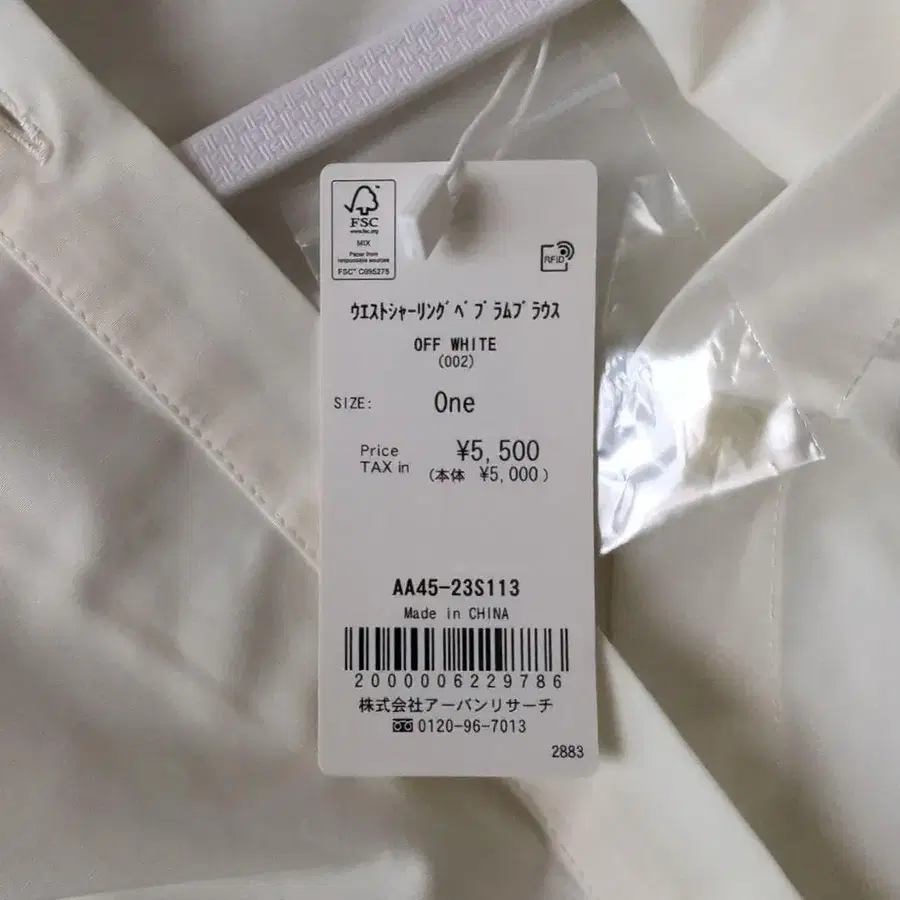 FSC
www.fsc.org
MIX
Paper from
responsible sources
FSC® C095275
RFID
ウエストシャーリングペプラムブラウス
OFF WHITE
(002)
SIZE: One
Price ¥5,500
TAX in (本体 ¥5,000)
AA45-23S113
Made in CHINA
2000006229786
株式会社アーバンリサーチ
0120-96-7013
2883